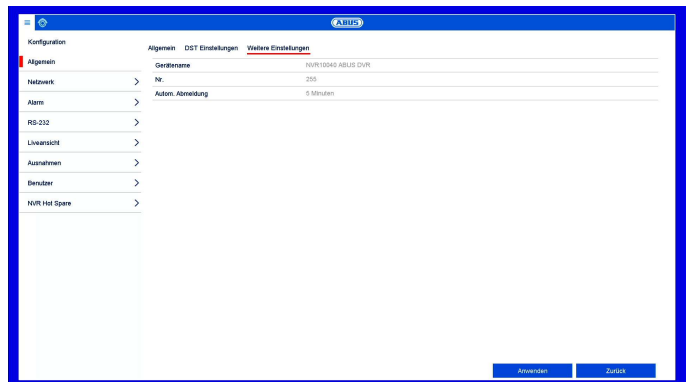 ABUS
Konfiguration
Allgemein
Netzwerk
Alarm
RS-232
Liveansicht
Ausnahmen
Benutzer
NVR Hot Spare
Allgemein DST Einstellungen Weitere Einstellungen
Gerätename NVR10040 ABUS DVR
Nr. 255
Autom. Abmeldung 5 Minuten
Anwenden Zurück